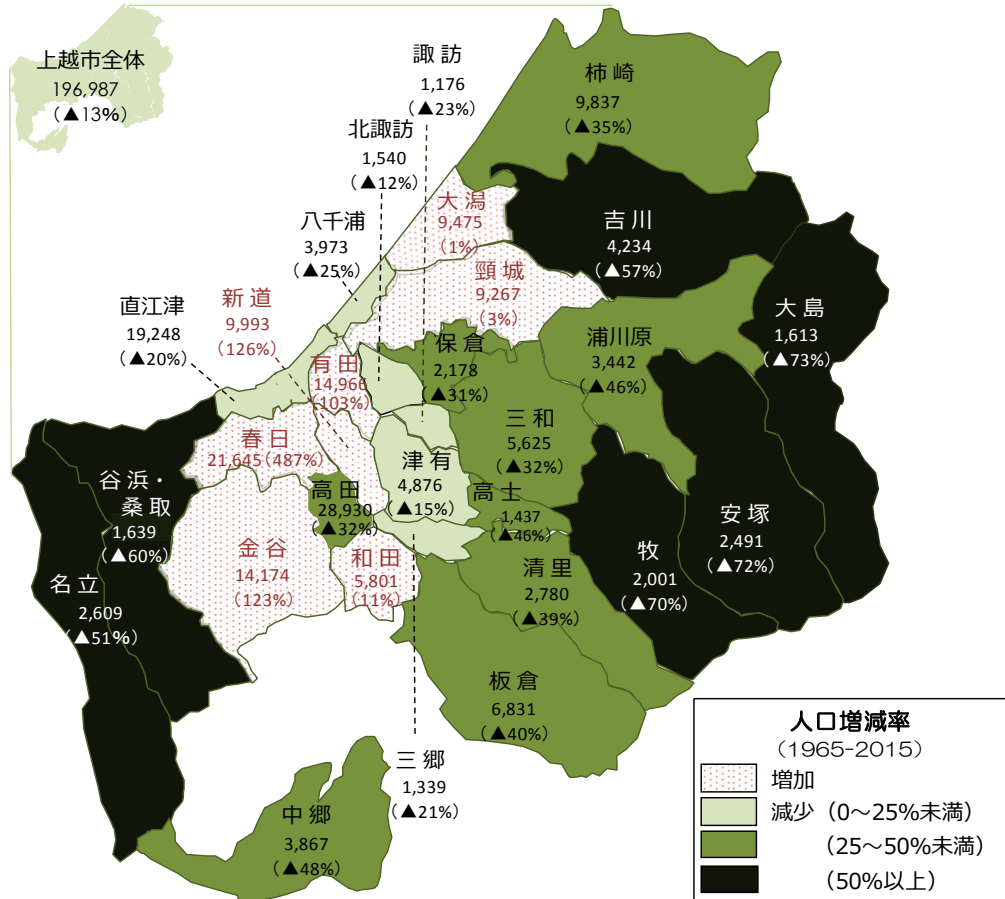 上越市全体
196,987
(▲13%)
諏訪
1,176
(▲23%)
柿崎
9,837
(▲35%)
北諏訪
1,540
(▲12%)
大潟
9,475
(1%)
吉川
4,234
(▲57%)
八千浦
3,973
(▲25%)
頸城
9,267
(3%)
新道
9,993
(126%)
直江津
19,248
(▲20%)
大島
1,613
(▲73%)
浦川原
3,442
(▲46%)
保倉
2,178
(▲31%)
有田
14,966
(103%)
三和
5,625
(▲32%)
春日
21,645(487%)
津有
4,876
(▲15%)
谷浜・
桑取
1,639
(▲60%)
高田
28,930
(▲32%)
高士
1,437
(▲46%)
安塚
2,491
(▲72%)
金谷
14,174
(123%)
和田
5,801
(11%)
牧
2,001
(▲70%)
清里
2,780
(▲39%)
名立
2,609
(▲51%)
板倉
6,831
(▲40%)
三郷
1,339
(▲21%)
中郷
3,867
(▲48%)
人口増減率
(1965-2015)
増加
減少 (0～25%未満)
(25～50%未満)
(50%以上)